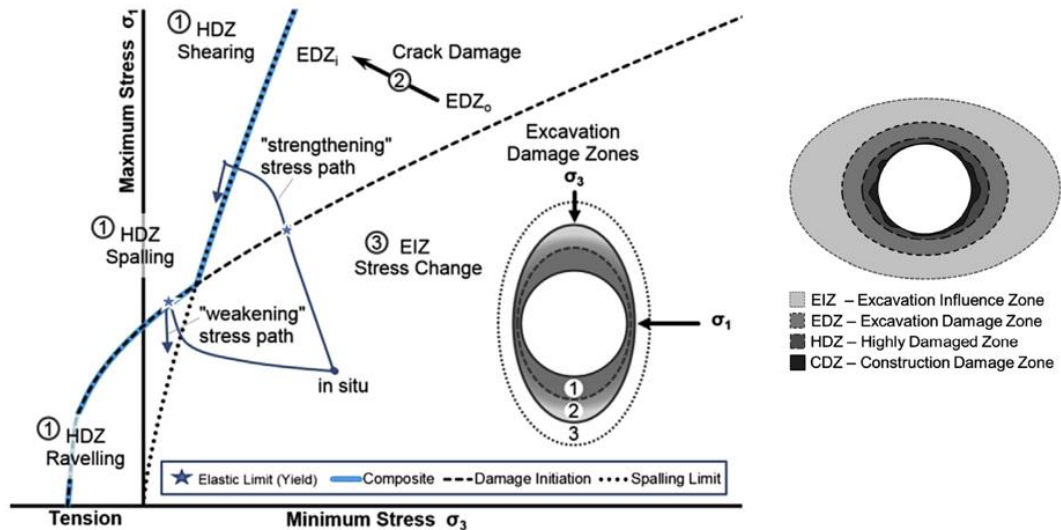 Maximum Stress σ₁
① HDZ
Shearing
EDZᵢ
Crack Damage
②
EDZₒ
"strengthening"
stress path
Excavation
Damage Zones
σ₃
① HDZ
Spalling
③ EIZ
Stress Change
"weakening"
stress path
in situ
σ₁
1
2
3
① HDZ
Ravelling
Elastic Limit (Yield) Composite Damage Initiation Spalling Limit
Tension
Minimum Stress σ₃
EIZ – Excavation Influence Zone
EDZ – Excavation Damage Zone
HDZ – Highly Damaged Zone
CDZ – Construction Damage Zone